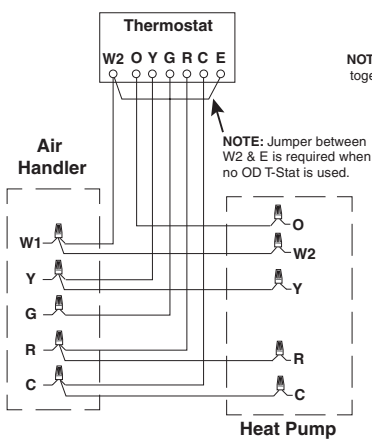 Thermostat
W2 O Y G R C E
NOT
toge
NOTE: Jumper between
W2 & E is required when
no OD T-Stat is used.
Air
Handler
W1
Y
G
R
C
O
W2
Y
R
C
Heat Pump